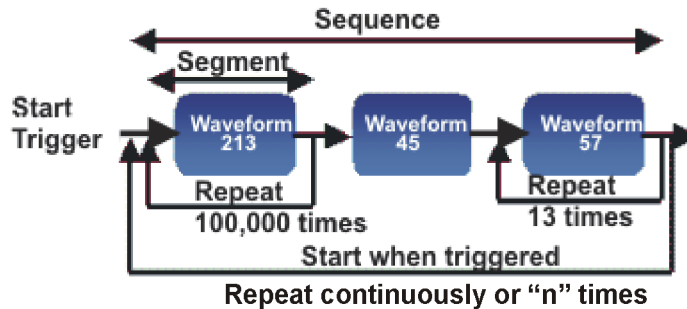 Sequence
Segment
Start
Trigger
Waveform
213
Waveform
45
Waveform
57
Repeat
100,000 times
Repeat
13 times
Start when triggered
Repeat continuously or “n” times